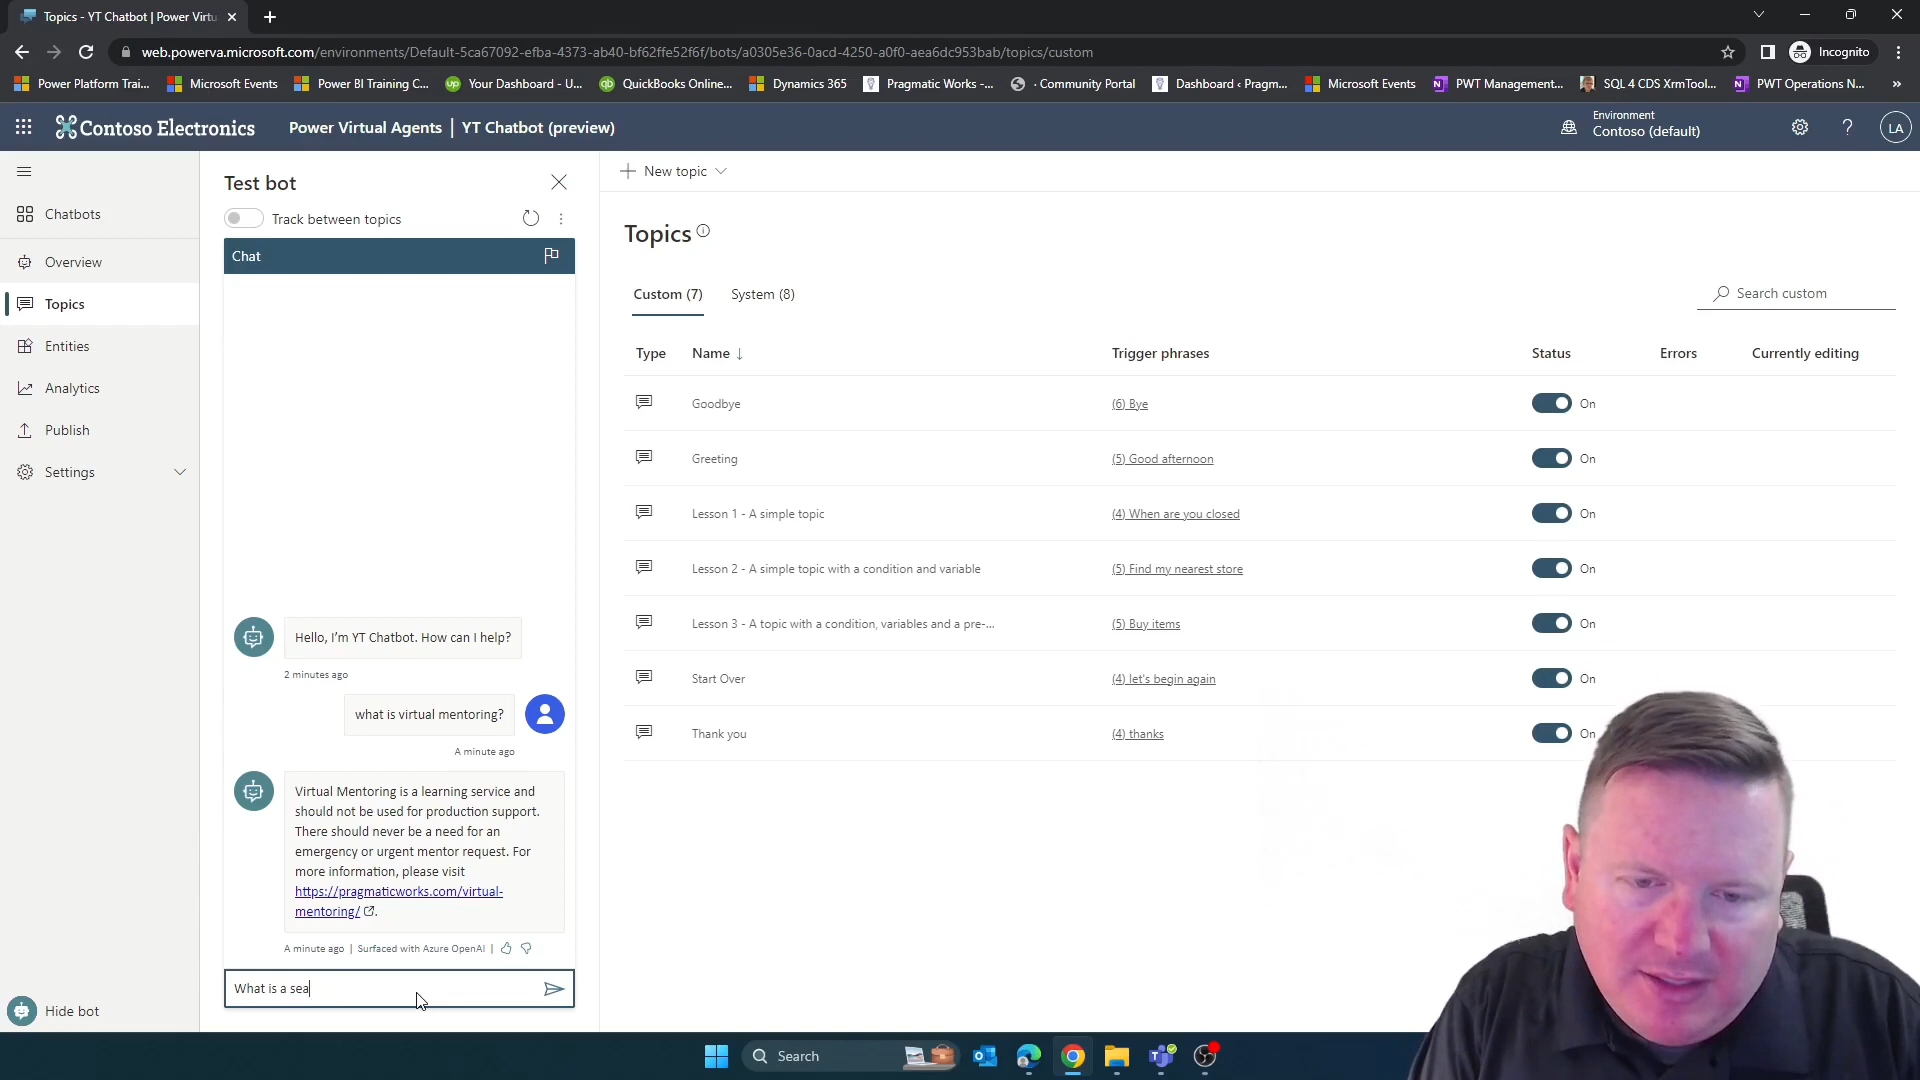 Topics - YT Chatbot | Power Virtu
web.powerva.microsoft.com/environments/Default-5ca67092-efba-4373-ab40-bf62ffe52f6f/bots/a0305e36-0acd-4250-a0f0-aea6dc953bab/topics/custom
Incognito
Power Platform Trai...
Microsoft Events
Power BI Training C...
Your Dashboard - U...
QuickBooks Online...
Dynamics 365
Pragmatic Works -...
· Community Portal
Dashboard ‹ Pragm...
Microsoft Events
PWT Management...
SQL 4 CDS XrmTool...
PWT Operations N...
»
Contoso Electronics
Power Virtual Agents | YT Chatbot (preview)
Environment
Contoso (default)
?
LA
Chatbots
Overview
Topics
Entities
Analytics
Publish
Settings
Hide bot
Test bot
Track between topics
Chat
Hello, I'm YT Chatbot. How can I help?
2 minutes ago
what is virtual mentoring?
A minute ago
Virtual Mentoring is a learning service and
should not be used for production support.
There should never be a need for an
emergency or urgent mentor request. For
more information, please visit
https://pragmaticworks.com/virtual-
mentoring/ .
A minute ago | Surfaced with Azure OpenAI |
What is a sea
New topic
Topics
Custom (7)
System (8)
Search custom
Type
Name ↓
Trigger phrases
Status
Errors
Currently editing
Goodbye
(6) Bye
On
Greeting
(5) Good afternoon
On
Lesson 1 - A simple topic
(4) When are you closed
On
Lesson 2 - A simple topic with a condition and variable
(5) Find my nearest store
On
Lesson 3 - A topic with a condition, variables and a pre-...
(5) Buy items
On
Start Over
(4) let's begin again
On
Thank you
(4) thanks
On
Search